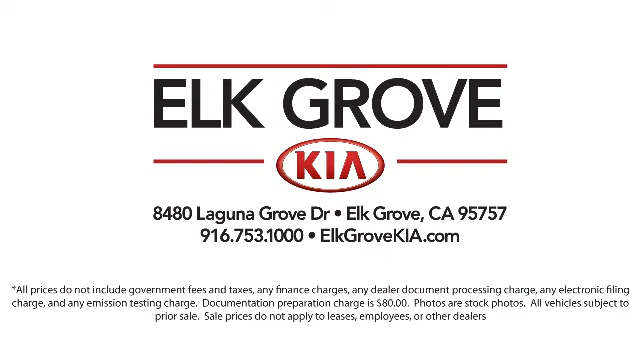 ELK GROVE
KIA
8480 Laguna Grove Dr • Elk Grove, CA 95757
916.753.1000 • ElkGroveKIA.com
*All prices do not include government fees and taxes, any finance charges, any dealer document processing charge, any electronic filing
charge, and any emission testing charge. Documentation preparation charge is $80.00. Photos are stock photos. All vehicles subject to
prior sale. Sale prices do not apply to leases, employees, or other dealers